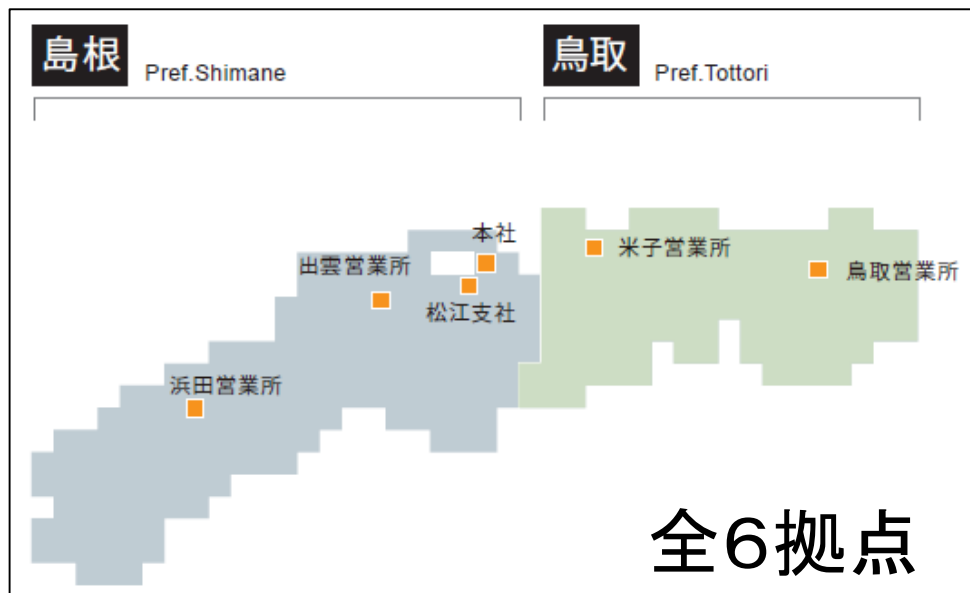 島根 Pref.Shimane
鳥取 Pref.Tottori
本社
出雲営業所
松江支社
浜田営業所
米子営業所
鳥取営業所
全6拠点